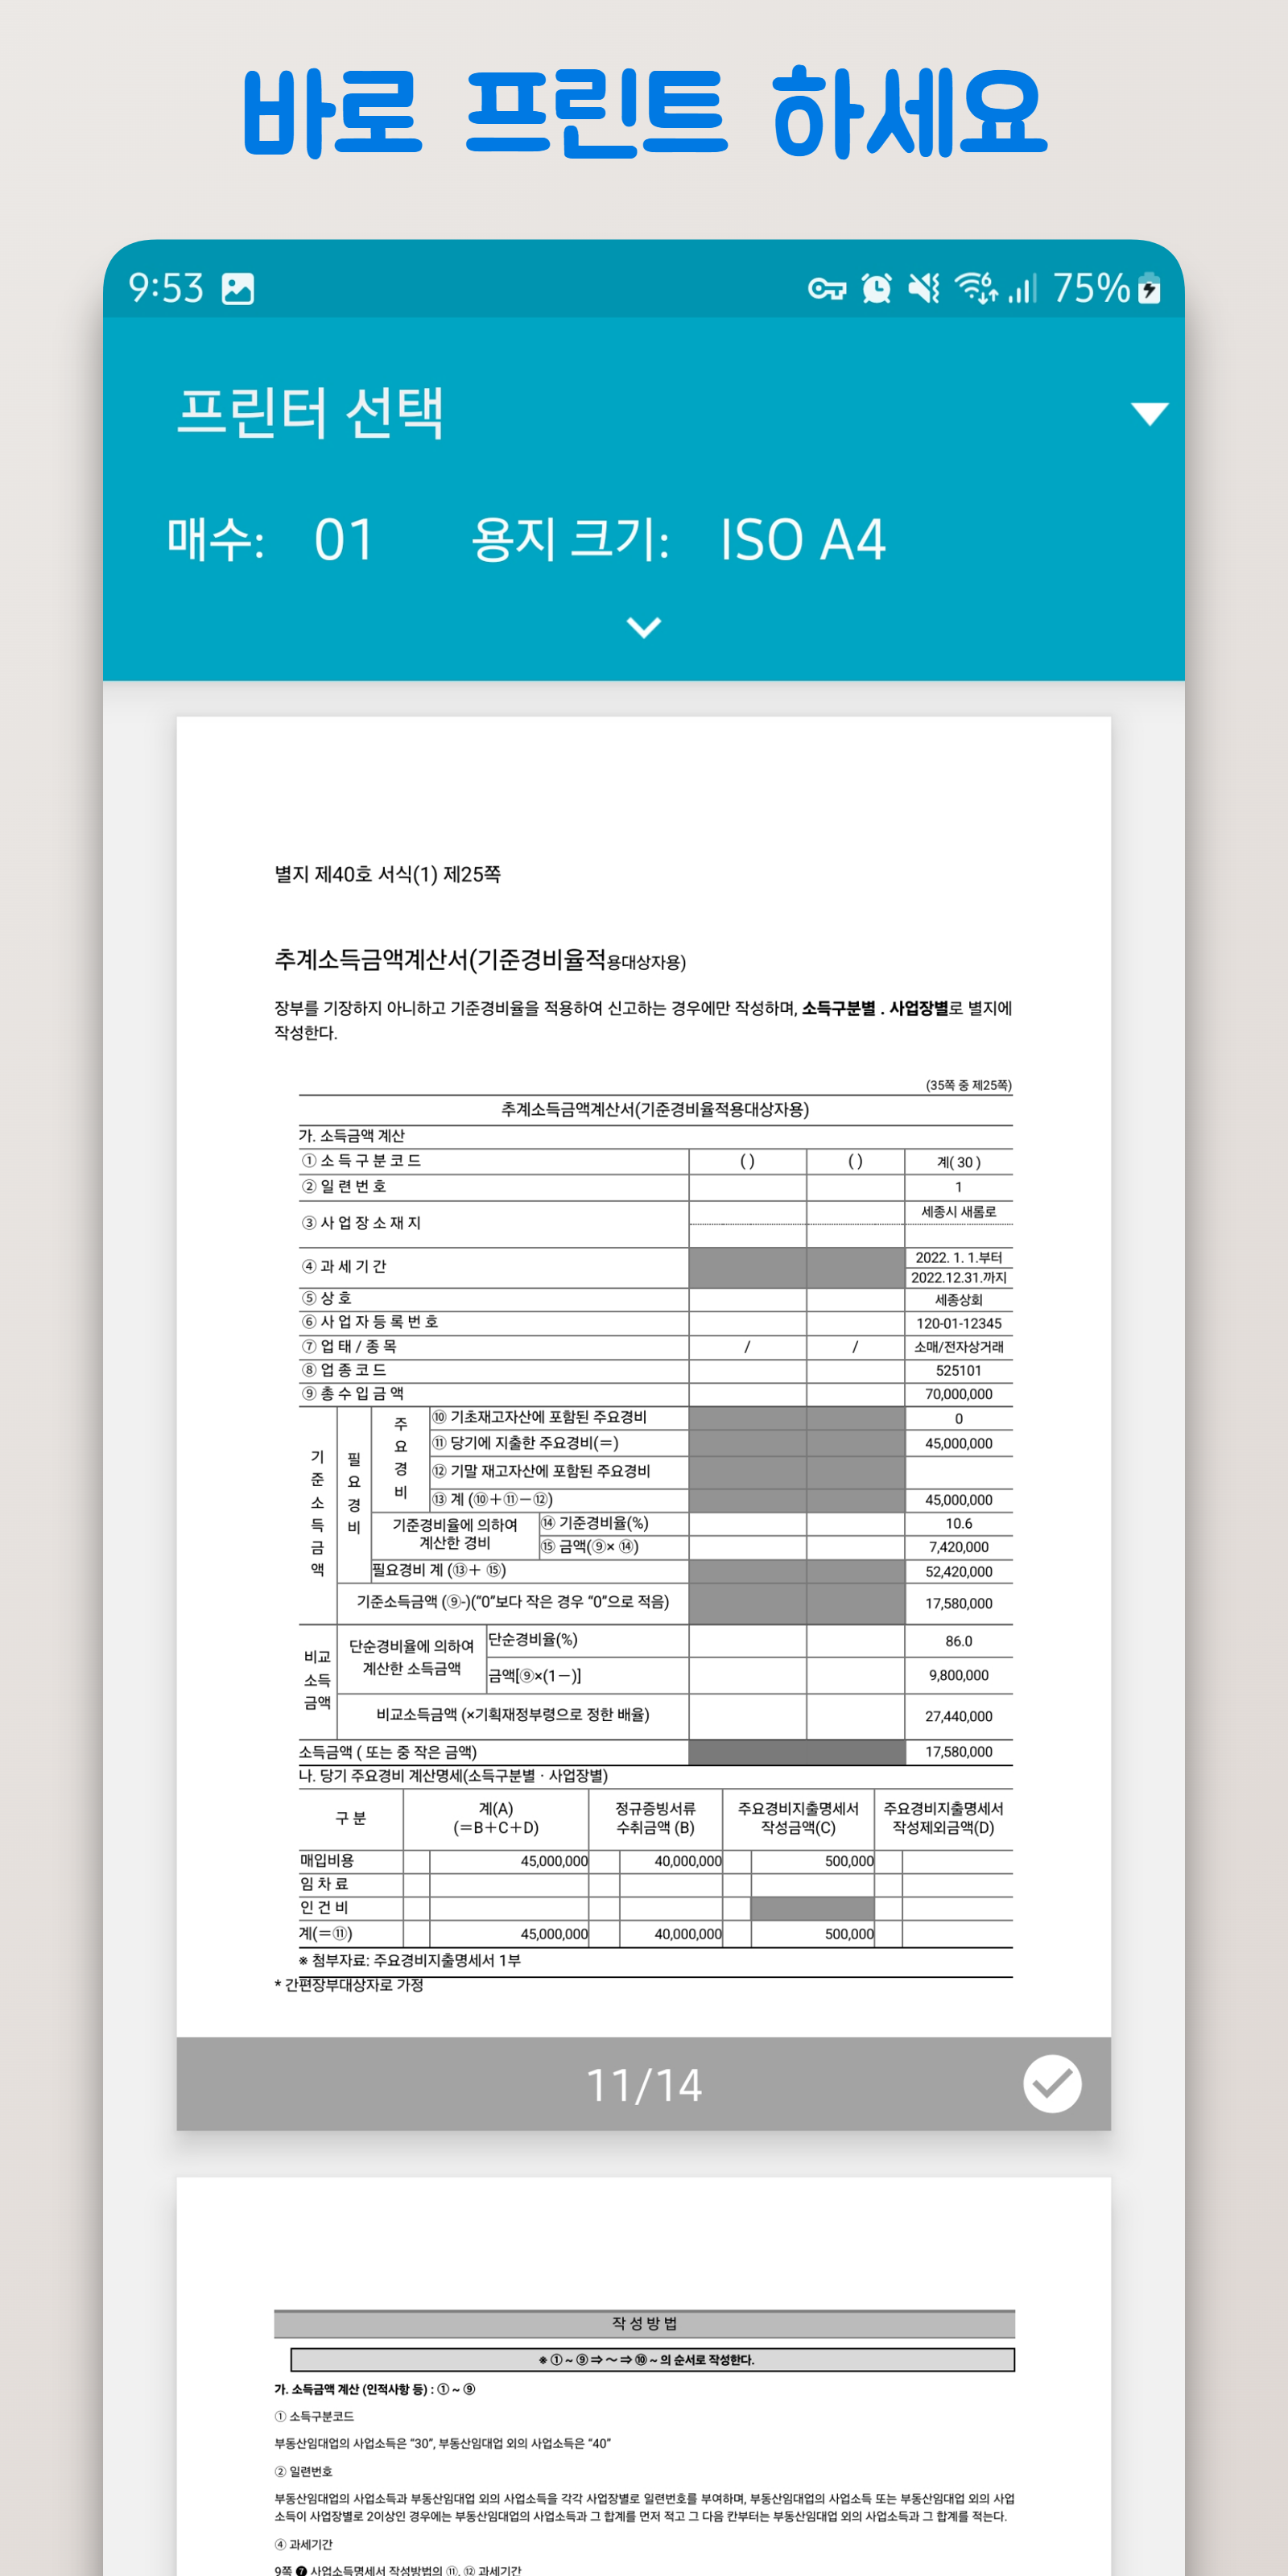 바로 프린트 하세요
9:53 75%
프린터 선택
매수: 01 용지 크기: ISO A4
별지 제40호 서식(1) 제25쪽
추계소득금액계산서(기준경비율적용대상자용)
장부를 기장하지 아니하고 기준경비율을 적용하여 신고하는 경우에만 작성하며, 소득구분별 . 사업장별로 별지에
작성한다.
(35쪽 중 제25쪽)
추계소득금액계산서(기준경비율적용대상자용)
가. 소득금액 계산
① 소 득 구 분 코 드 ( ) ( ) 계( 30 )
② 일 련 번 호 1
③ 사 업 장 소 재 지 세종시 새롬로
④ 과 세 기 간 2022. 1. 1.부터
2022.12.31.까지
⑤ 상 호 세종상회
⑥ 사 업 자 등 록 번 호 120-01-12345
⑦ 업 태 / 종 목 / / 소매/전자상거래
⑧ 업 종 코 드 525101
⑨ 총 수 입 금 액 70,000,000
기준소득금액
필요경비
주요경비
⑩ 기초재고자산에 포함된 주요경비 0
⑪ 당기에 지출한 주요경비(＝) 45,000,000
⑫ 기말 재고자산에 포함된 주요경비
⑬ 계 (⑩＋⑪－⑫) 45,000,000
기준경비율에 의하여
계산한 경비
⑭ 기준경비율(%) 10.6
⑮ 금액(⑨× ⑭) 7,420,000
필요경비 계 (⑬＋ ⑮) 52,420,000
기준소득금액 (⑨-)(“0”보다 작은 경우 “0”으로 적음) 17,580,000
비교
소득
금액
단순경비율에 의하여
계산한 소득금액
단순경비율(%) 86.0
금액[⑨×(1－)] 9,800,000
비교소득금액 (×기획재정부령으로 정한 배율) 27,440,000
소득금액 ( 또는 중 작은 금액) 17,580,000
나. 당기 주요경비 계산명세(소득구분별 · 사업장별)
구 분
계(A)
(＝B＋C＋D)
정규증빙서류
수취금액 (B)
주요경비지출명세서
작성금액(C)
주요경비지출명세서
작성제외금액(D)
매입비용 45,000,000 40,000,000 500,000
임 차 료
인 건 비
계(＝⑪) 45,000,000 40,000,000 500,000
※ 첨부자료: 주요경비지출명세서 1부
* 간편장부대상자로 가정
11/14
작 성 방 법
※ ① ~ ⑨ ⇒ ～ ⇒ ⑩ ~ 의 순서로 작성한다.
가. 소득금액 계산 (인적사항 등) : ① ~ ⑨
① 소득구분코드
부동산임대업의 사업소득은 “30”, 부동산임대업 외의 사업소득은 “40”
② 일련번호
부동산임대업의 사업소득과 부동산임대업 외의 사업소득을 각각 사업장별로 일련번호를 부여하며, 부동산임대업의 사업소득 또는 부동산임대업 외의 사업
소득이 사업장별로 2이상인 경우에는 부동산임대업의 사업소득과 그 합계를 먼저 적고 그 다음 칸부터는 부동산임대업 외의 사업소득과 그 합계를 적는다.
④ 과세기간
9쪽 ❼ 사업소득명세서 작성방법의 ⑪, ⑫ 과세기간